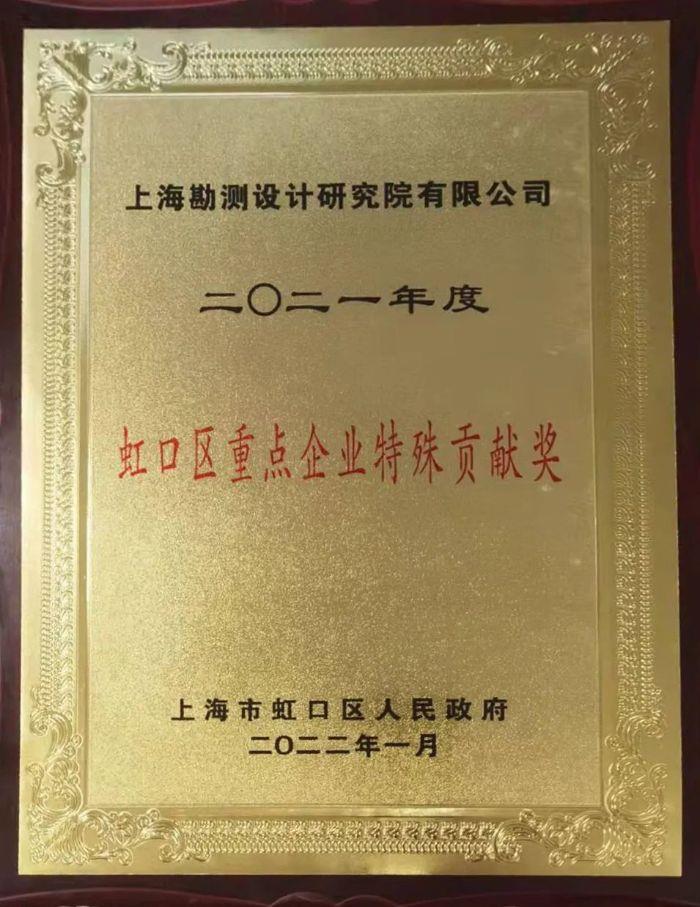 上海勘测设计研究院有限公司
二〇二一年度
虹口区重点企业特殊贡献奖
上海市虹口区人民政府
二〇二二年一月